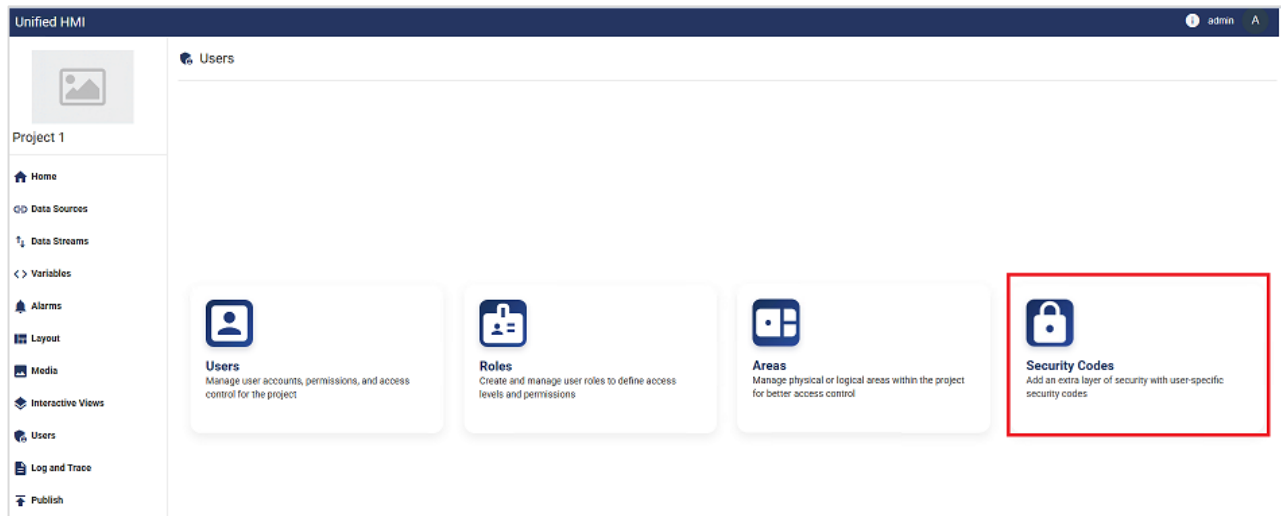 Unified HMI
i admin A
Project 1
Home
Data Sources
Data Streams
Variables
Alarms
Layout
Media
Interactive Views
Users
Log and Trace
Publish
Users
Users
Manage user accounts, permissions, and access
control for the project
Roles
Create and manage user roles to define access
levels and permissions
Areas
Manage physical or logical areas within the project
for better access control
Security Codes
Add an extra layer of security with user-specific
security codes